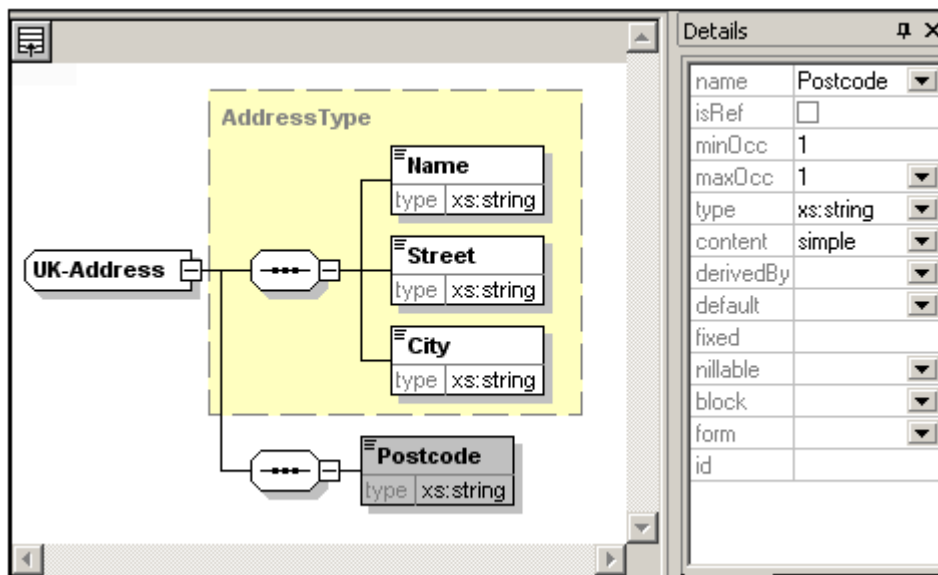 Details
AddressType
Name
type xs:string
Street
type xs:string
UK-Address
City
type xs:string
Postcode
type xs:string
name Postcode
isRef
minOcc 1
maxOcc 1
type xs:string
content simple
derivedBy
default
fixed
nillable
block
form
id